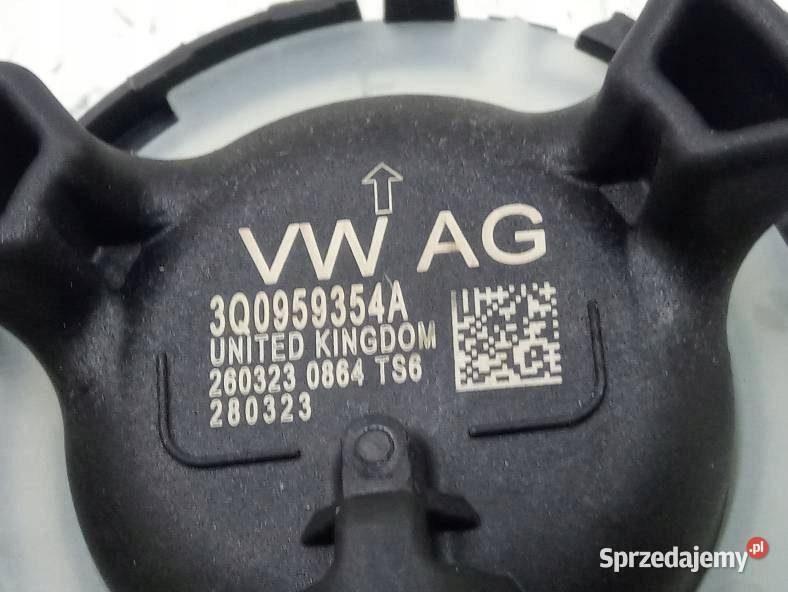 VW AG
3Q0959354A
UNITED KINGDOM
260323 0864 TS6
280323
Sprzedajemy.pl